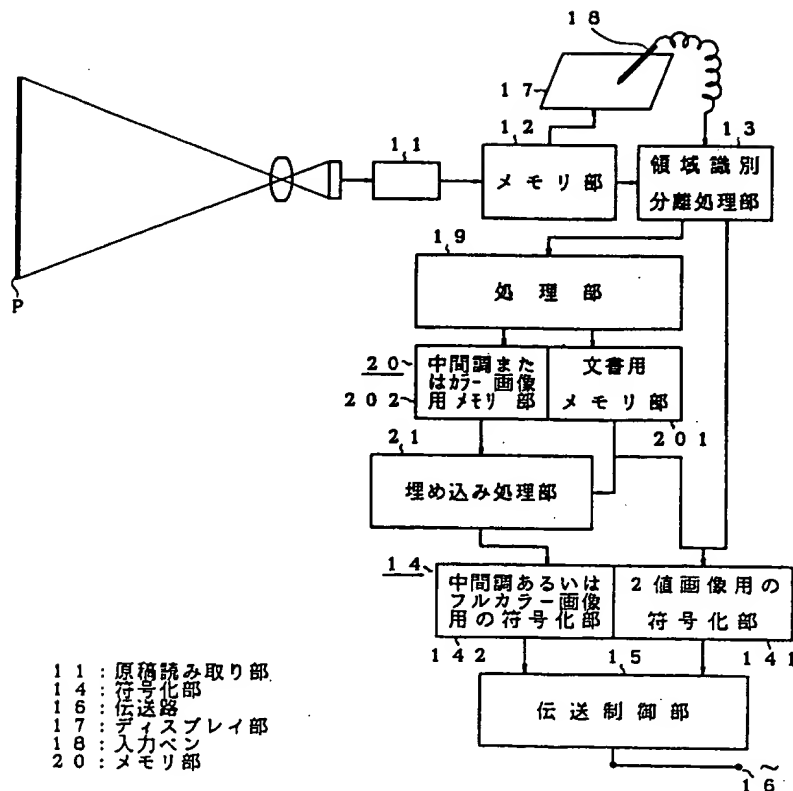 18
17
12
13
11
メモリ部
領域識別
分離処理部
19
P
処理部
20
中間調また
はカラー画像
用メモリ部
202
文書用
メモリ部
201
21
埋め込み処理部
14
中間調あるいは
フルカラー画像
用の符号化部
142
2値画像用の
符号化部
141
15
伝送制御部
16
11:原稿読み取り部
14:符号化部
16:伝送路
17:ディスプレイ部
18:入力ペン
20:メモリ部